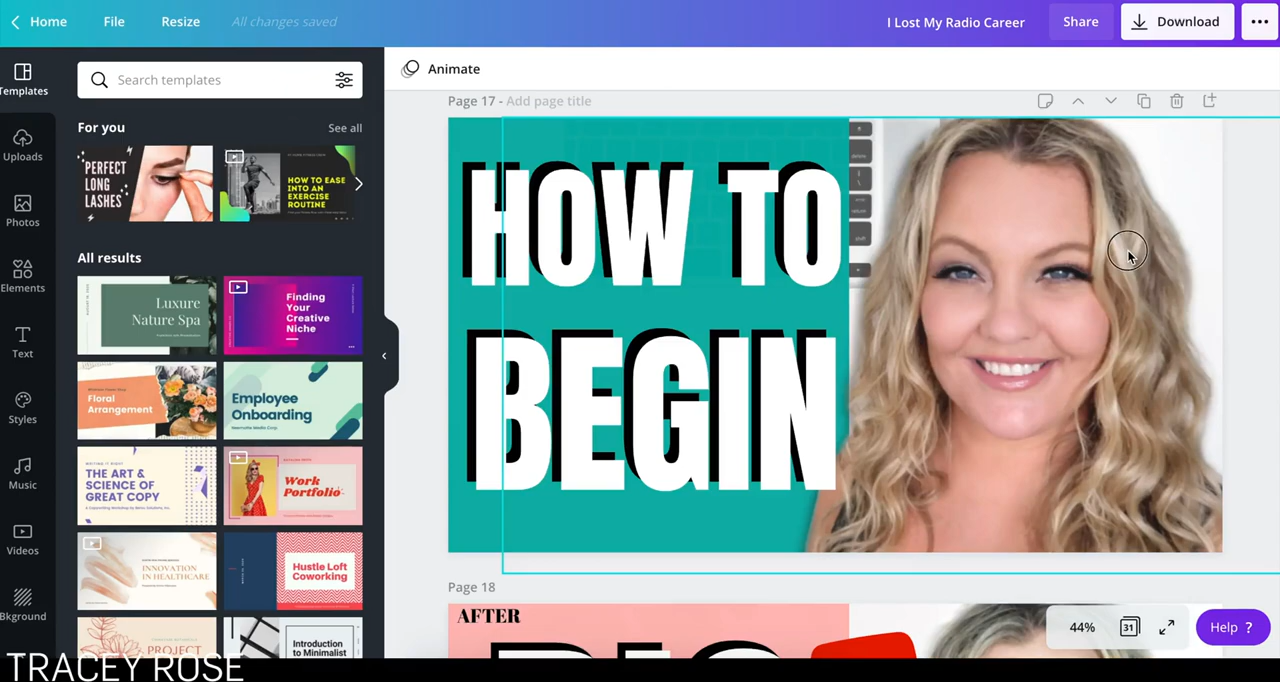 Home File Resize All changes saved I Lost My Radio Career Share Download
Templates
Search templates
Animate
Page 17 - Add page title
For you See all
PERFECT
LONG
LASHES
HOW TO EASE
INTO AN
EXERCISE
ROUTINE
Uploads
Photos
Elements
Text
Styles
Music
Videos
Bkground
All results
Luxure
Nature Spa
Finding
Your
Creative
Niche
Floral
Arrangement
Employee
Onboarding
THE ART &
SCIENCE OF
GREAT COPY
Work
Portfolio
INNOVATION
IN HEALTHCARE
Hustle Loft
Coworking
PROJECT
Introduction
to Minimalist
HOW TO
BEGIN
delete
shift
Page 18
AFTER
BIG
44% 31 Help ?
TRACEY ROSE